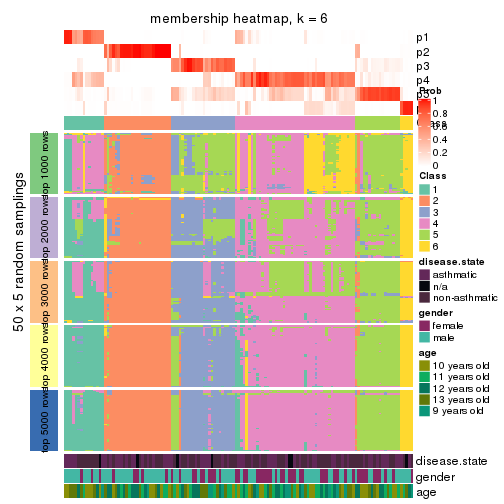 membership heatmap, k = 6
p1
p2
p3
p4
p5
Prob
1
0.8
0.6
0.4
0.2
0
Class
1
2
3
4
5
6
disease.state
asthmatic
n/a
non-asthmatic
gender
female
male
age
10 years old
11 years old
12 years old
13 years old
9 years old
50 x 5 random samplings
top 1000 rows
top 2000 rows
top 3000 rows
top 4000 rows
top 5000 rows
disease.state
gender
age